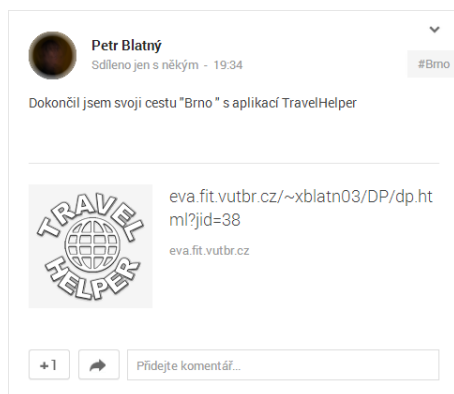 Petr Blatný
Sdíleno jen s někým - 19:34
#Brno
Dokončil jsem svoji cestu "Brno " s aplikací TravelHelper
TRAVEL
HELPER
eva.fit.vutbr.cz/~xblatn03/DP/dp.ht
ml?jid=38
eva.fit.vutbr.cz
+1
Přidejte komentář...